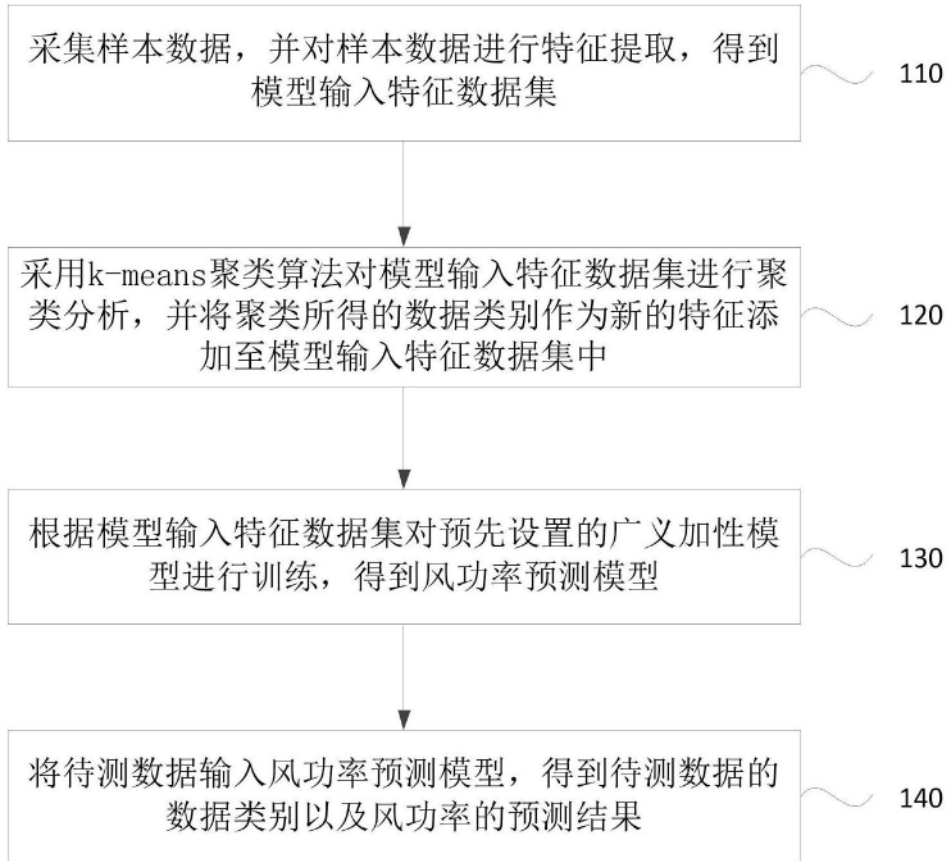 采集样本数据，并对样本数据进行特征提取，得到
模型输入特征数据集
110
采用k-means聚类算法对模型输入特征数据集进行聚
类分析，并将聚类所得的数据类别作为新的特征添
加至模型输入特征数据集中
120
根据模型输入特征数据集对预先设置的广义加性模
型进行训练，得到风功率预测模型
130
将待测数据输入风功率预测模型，得到待测数据的
数据类别以及风功率的预测结果
140